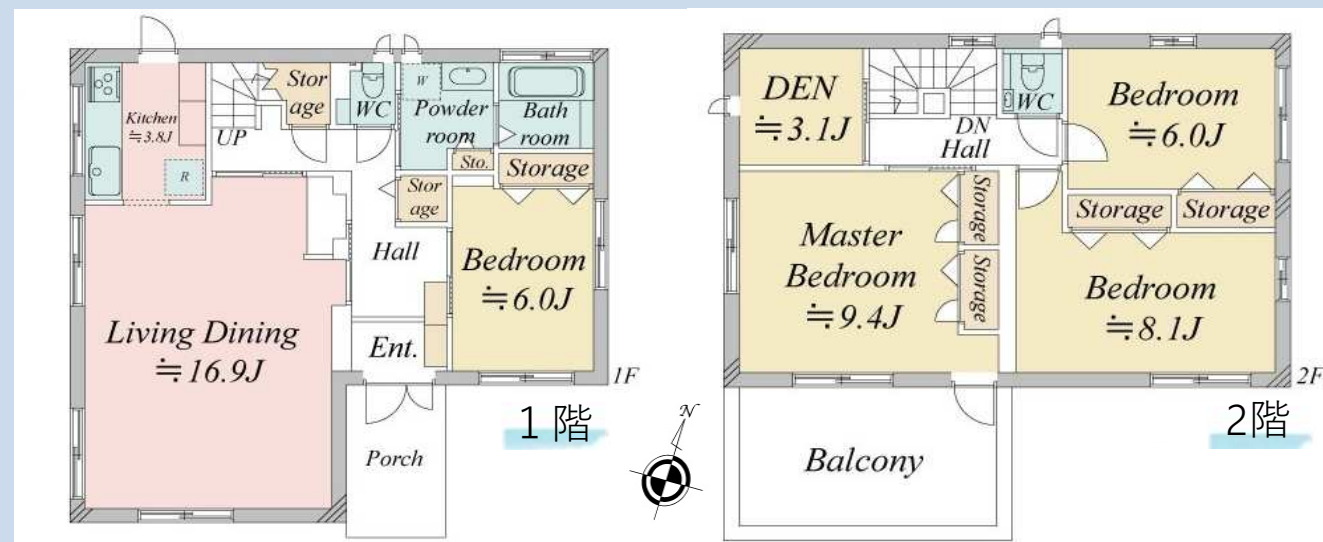 Kitchen
≒3.8J
R
UP
Stor
age
WC
W
Powder
room
Bath
room
Sto.
Storage
Stor
age
Hall
Bedroom
≒6.0J
Living Dining
≒16.9J
Ent.
Porch
1F
1階
N
DEN
≒3.1J
WC
DN
Hall
Bedroom
≒6.0J
Storage
Storage
Storage
Storage
Master
Bedroom
≒9.4J
Bedroom
≒8.1J
Balcony
2F
2階